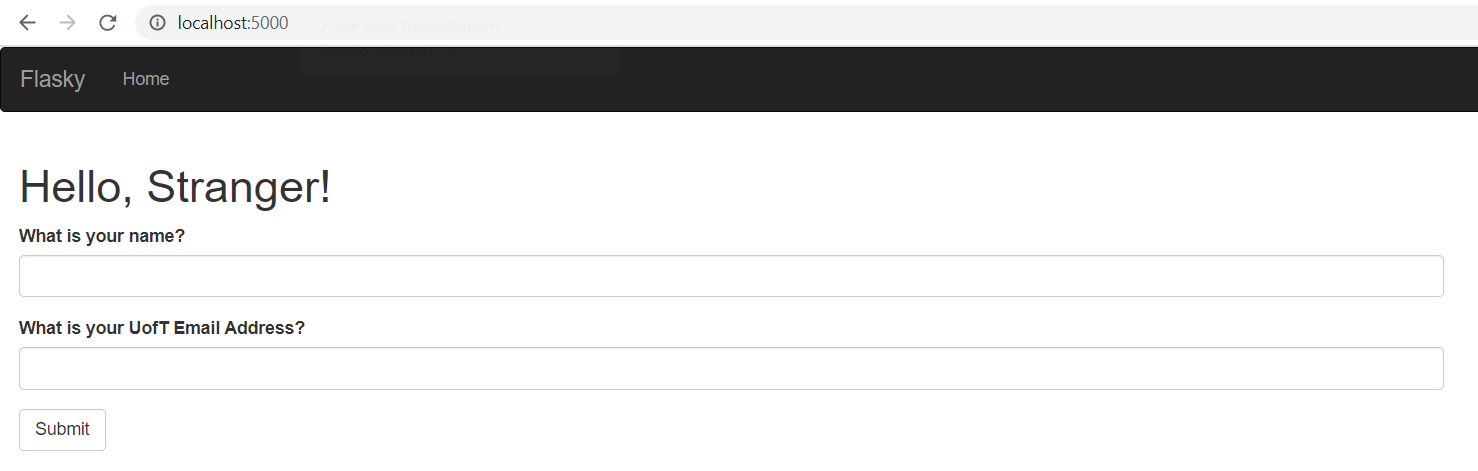 localhost:5000
Flask Web Development
Flasky Home
Hello, Stranger!
What is your name?
What is your UofT Email Address?
Submit